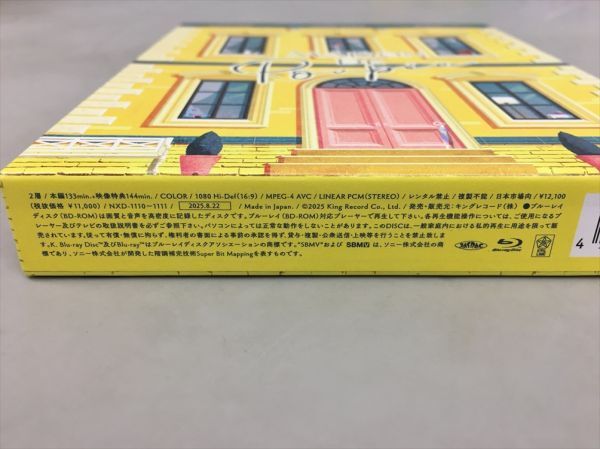 2層 / 本編133min.+映像特典144min. / COLOR / 1080 Hi-Def(16:9) / MPEG-4 AVC / LINEAR PCM(STEREO) / レンタル禁止 / 複製不能 / 日本市場向 / ¥12,100
(税抜価格 ¥11,000) / NXD-1110~1111 / 2025.8.22 / Made in Japan. / ©2025 King Record Co., Ltd. / 発売・販売元：キングレコード(株) ●ブルーレイ
ディスク(BD-ROM)は画質と音声を高密度に記録したディスクです。ブルーレイ(BD-ROM)対応プレーヤーで再生して下さい。各再生機能操作については、ご使用になるプ
レーヤー及びテレビの取扱説明書を必ずご参照下さい。パソコンによっては正常な動作をしないことがあります。このDISCは、一般家庭内における私的再生に用途を限って販
売されています。従って有償・無償に拘らず、権利者の書面による事前の承認を得ず、貸与・複製・公衆送信・上映等を行うことを禁止致しま
す。K. Blu-ray Disc™及びBlu-ray™はブルーレイディスクアソシエーションの商標です。"SBMV"および SBMV は、ソニー株式会社の商
標であり、ソニー株式会社が開発した階調補完技術Super Bit Mappingを表すものです。
Blu-ray Disc
4